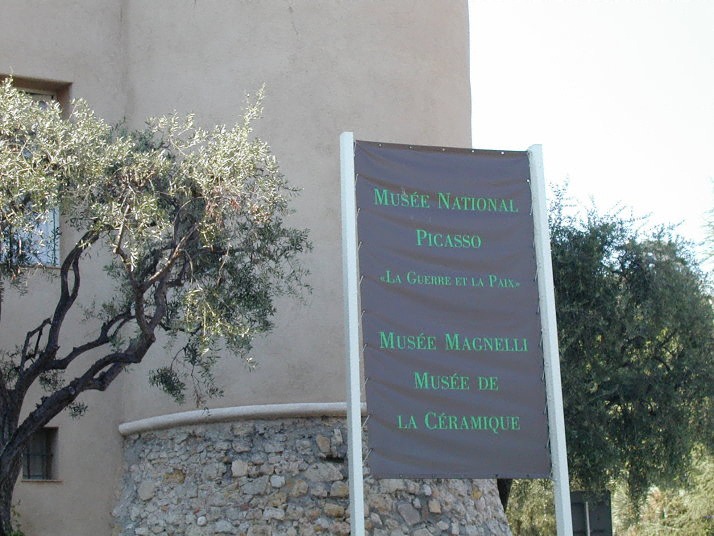 MUSÉE NATIONAL
PICASSO
«LA GUERRE ET LA PAIX»
MUSÉE MAGNELLI
MUSÉE DE
LA CÉRAMIQUE